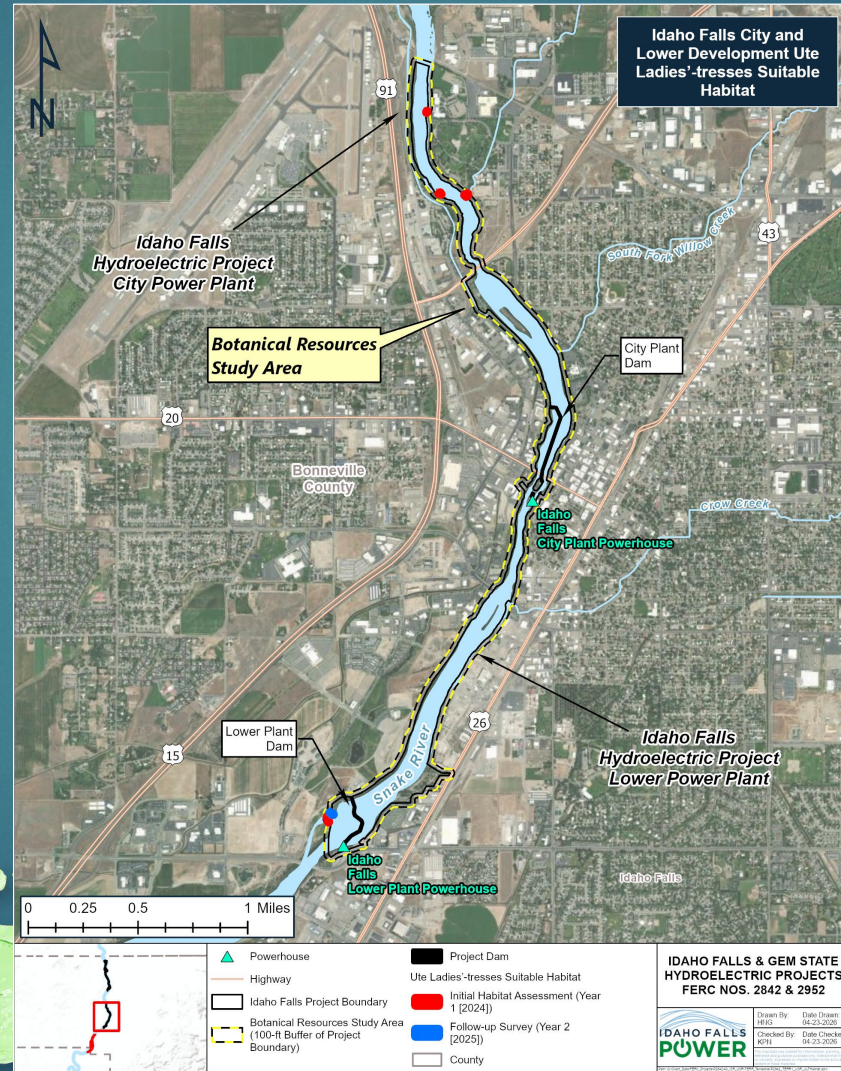 Idaho Falls City and
Lower Development Ute
Ladies'-tresses Suitable
Habitat
N
91
43
South Fork Willow Creek
Idaho Falls
Hydroelectric Project
City Power Plant
Botanical Resources
Study Area
City Plant
Dam
20
Bonneville
County
Idaho
Falls
City Plant Powerhouse
Crow Creek
Lower Plant
Dam
15
26
Snake River
Idaho Falls
Hydroelectric Project
Lower Power Plant
Idaho
Falls
Lower Plant Powerhouse
Idaho Falls
0 0.25 0.5 1 Miles
Powerhouse
Highway
Idaho Falls Project Boundary
Botanical Resources Study Area
(100-ft Buffer of Project
Boundary)
Project Dam
Ute Ladies'-tresses Suitable Habitat
Initial Habitat Assessment (Year
1 [2024])
Follow-up Survey (Year 2
[2025])
County
IDAHO FALLS & GEM STATE
HYDROELECTRIC PROJECTS
FERC NOS. 2842 & 2952
IDAHO FALLS
POWER
Drawn By: Date Drawn:
HNG 04-23-2026
Checked By: Date Checke
KPN 04-23-2026